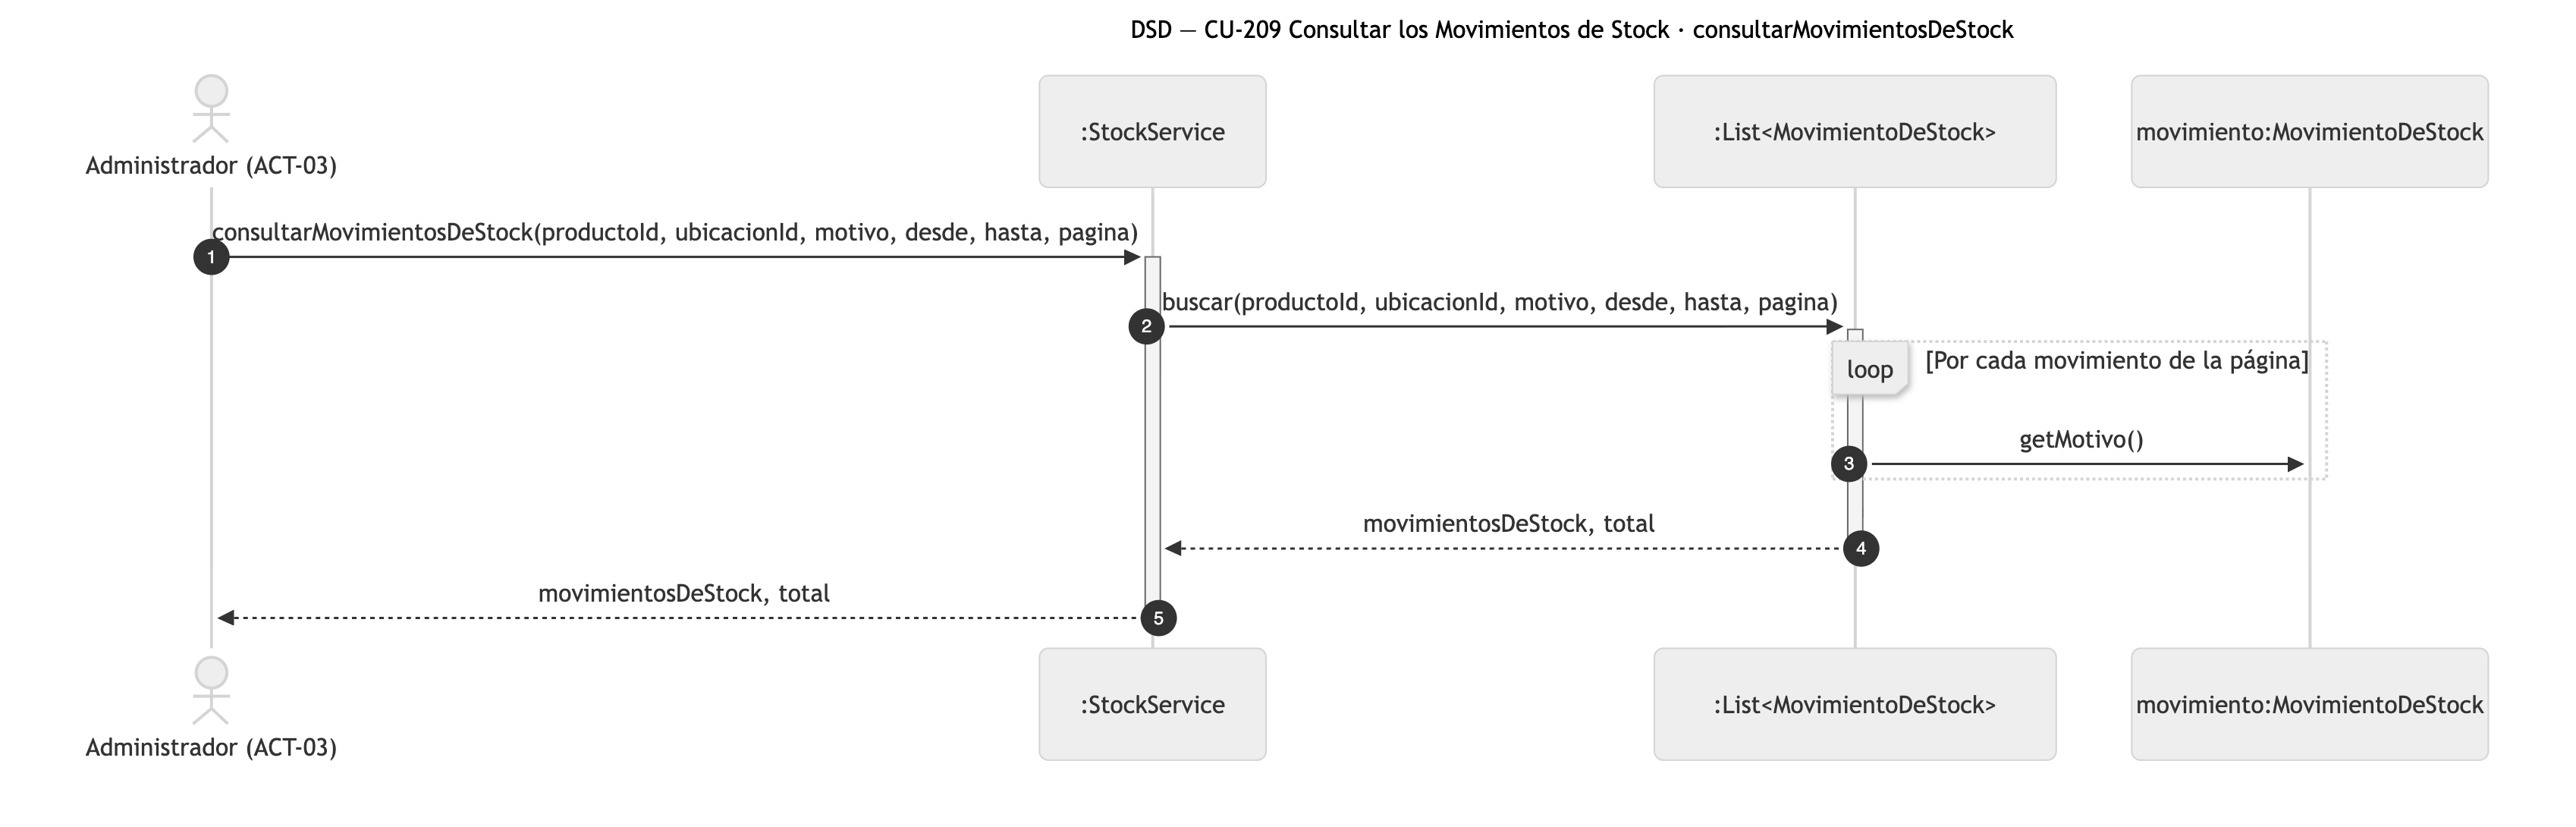 DSD — CU-209 Consultar los Movimientos de Stock · consultarMovimientosDeStock
Administrador (ACT-03)
:StockService
:List<MovimientoDeStock>
movimiento:MovimientoDeStock
consultarMovimientosDeStock(productoId, ubicacionId, motivo, desde, hasta, pagina)
1
buscar(productoId, ubicacionId, motivo, desde, hasta, pagina)
2
loop
[Por cada movimiento de la página]
getMotivo()
3
movimientosDeStock, total
4
movimientosDeStock, total
5
Administrador (ACT-03)
:StockService
:List<MovimientoDeStock>
movimiento:MovimientoDeStock